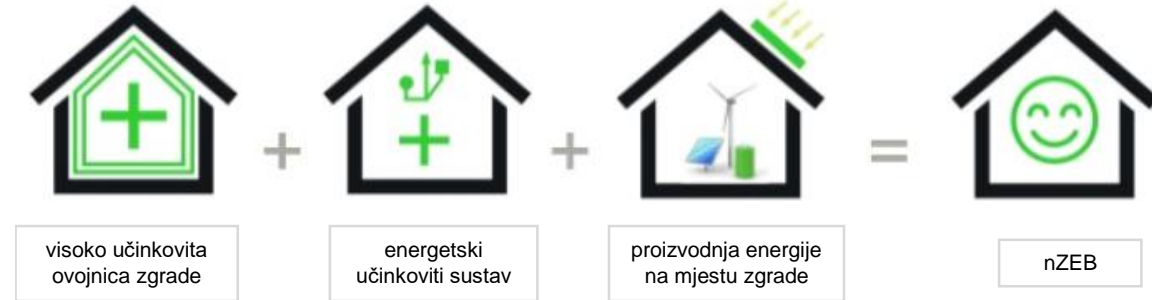 visoko učinkovita
ovojnica zgrade
energetski
učinkoviti sustav
proizvodnja energije
na mjestu zgrade
nZEB